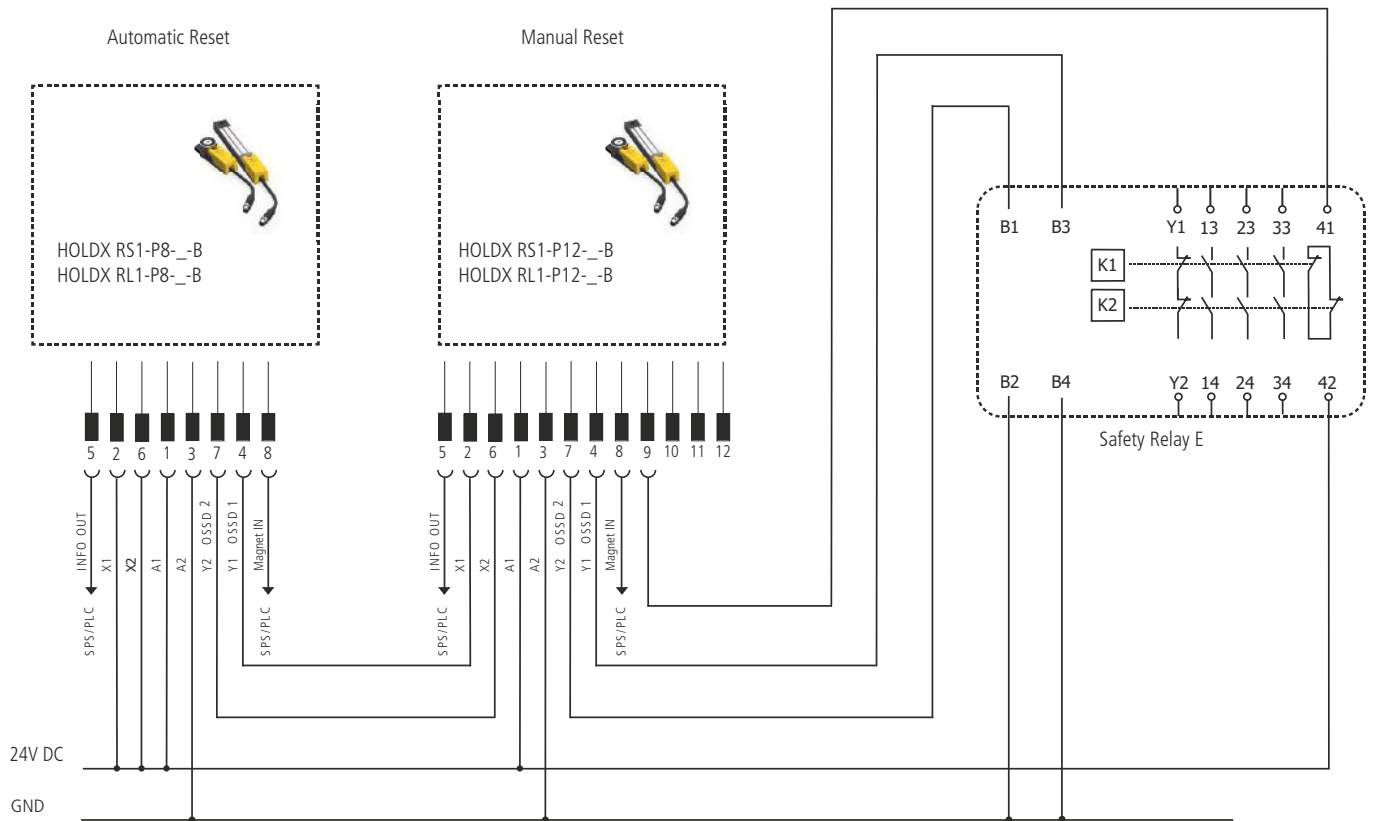 Automatic Reset
Manual Reset
HOLDX RS1-P8-_-B
HOLDX RL1-P8-_-B
HOLDX RS1-P12-_-B
HOLDX RL1-P12-_-B
B1 B3 Y1 13 23 33 41
K1
K2
B2 B4 Y2 14 24 34 42
Safety Relay E
5 2 6 1 3 7 4 8
5 2 6 1 3 7 4 8 9 10 11 12
INFO OUT
X1
X2
A1
A2
Y2 OSSD 2
Y1 OSSD 1
Magnet IN
SPS/PLC
SPS/PLC
INFO OUT
X1
X2
A1
A2
Y2 OSSD 2
Y1 OSSD 1
Magnet IN
SPS/PLC
SPS/PLC
24V DC
GND